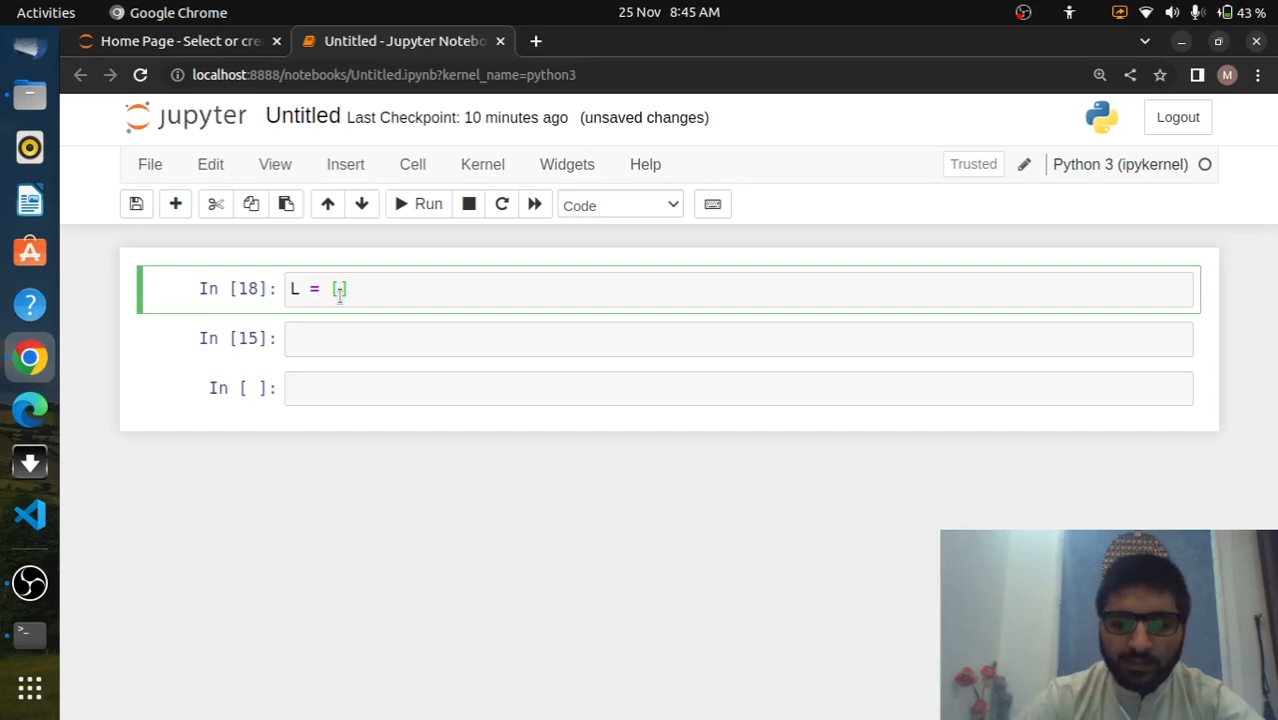 Activities Google Chrome 25 Nov 8:45 AM 43 %
Home Page - Select or cre Untitled - Jupyter Notebo
localhost:8888/notebooks/Untitled.ipynb?kernel_name=python3 M
jupyter Untitled Last Checkpoint: 10 minutes ago (unsaved changes) Logout
File Edit View Insert Cell Kernel Widgets Help Trusted Python 3 (ipykernel)
Run Code
In [18]: L = []
In [15]:
In [ ]: